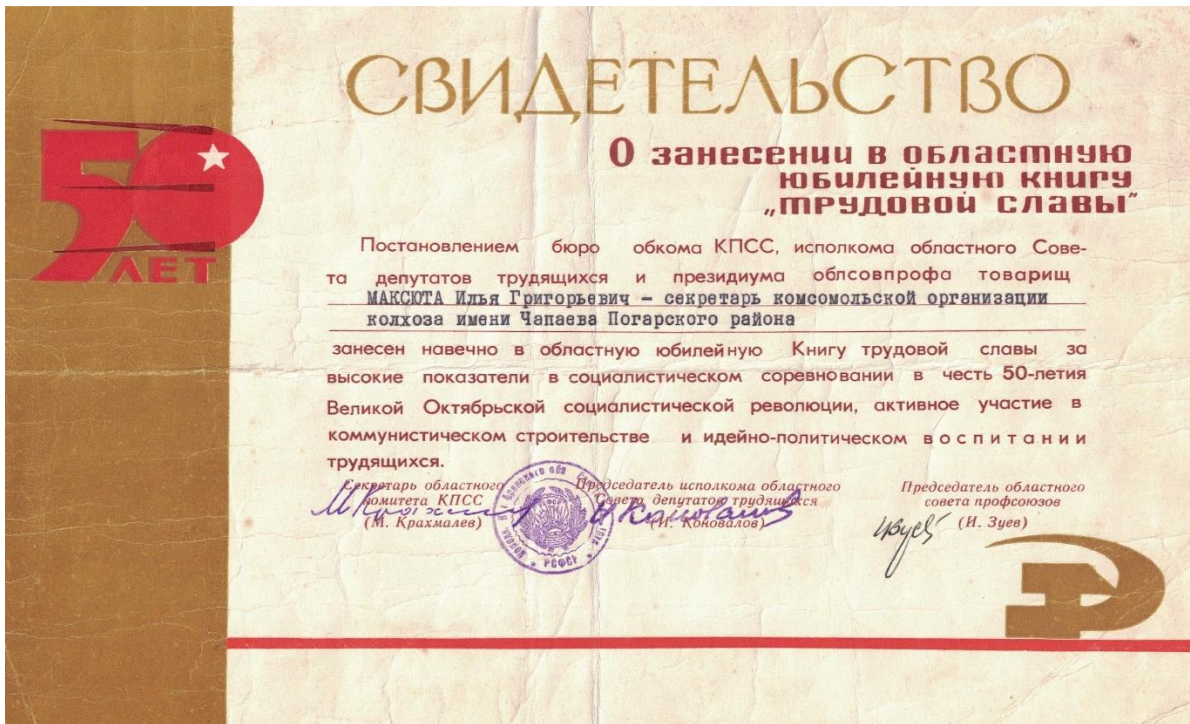 50
ЛЕТ
СВИДЕТЕЛЬСТВО
О занесении в областную
юбилейную книгу
„трудовой славы"
Постановлением бюро обкома КПСС, исполкома областного Сове-
та депутатов трудящихся и президиума облсовпрофа товарищ
МАКСЮТА Илья Григорьевич – секретарь комсомольской организации
колхоза имени Чапаева Погарского района
занесен навечно в областную юбилейную Книгу трудовой славы за
высокие показатели в социалистическом соревновании в честь 50-летия
Великой Октябрьской социалистической революции, активное участие в
коммунистическом строительстве и идейно-политическом воспитании
трудящихся.
Секретарь областного
комитета КПСС
(М. Крахмалев)
Председатель исполкома областного
Совета депутатов трудящихся
(И. Коновалов)
Председатель областного
совета профсоюзов
(И. Зуев)
РСФСР